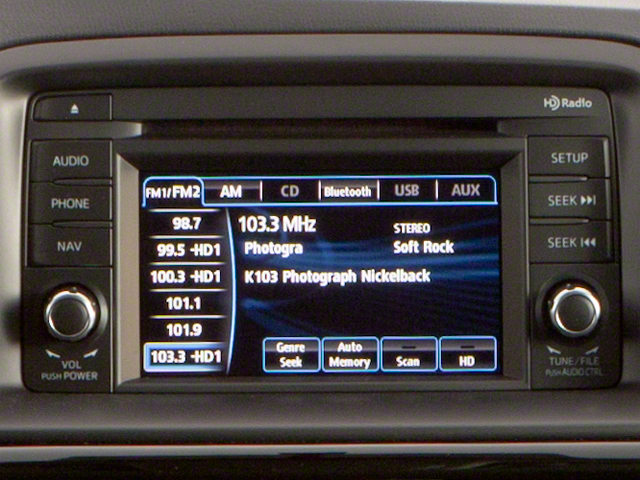 HD Radio
AUDIO
SETUP
PHONE
SEEK
NAV
SEEK
FM1/FM2 AM CD Bluetooth USB AUX
98.7
99.5 -HD1
100.3 -HD1
101.1
101.9
103.3 -HD1
103.3 MHz STEREO
Photogra Soft Rock
K103 Photograph Nickelback
Genre Seek
Auto Memory
Scan
HD
VOL
PUSH POWER
TUNE/FILE
PUSH AUDIO CTRL